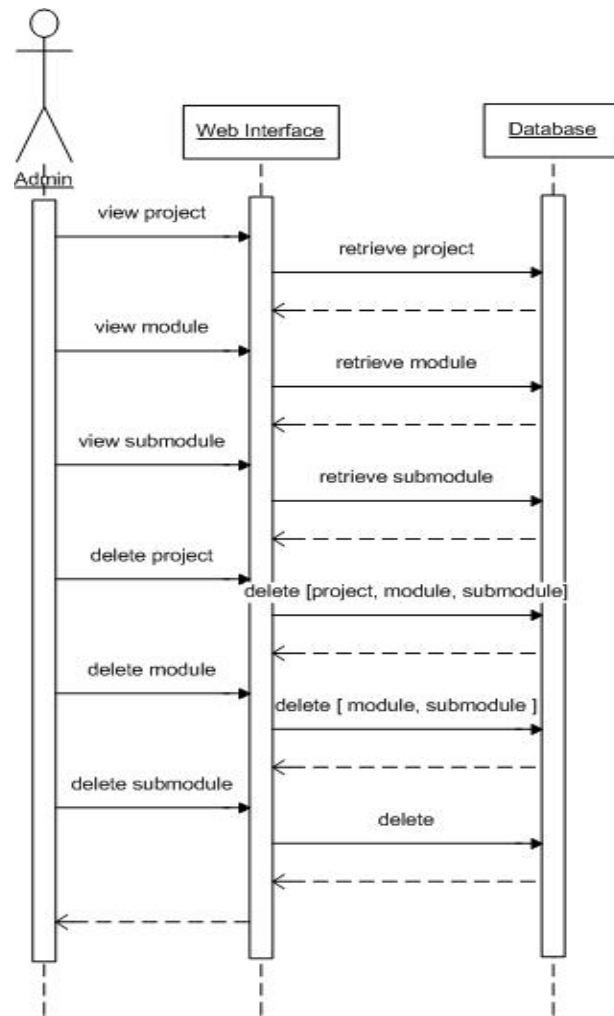 Admin
Web Interface
Database
view project
retrieve project
view module
retrieve module
view submodule
retrieve submodule
delete project
delete [project, module, submodule]
delete module
delete [ module, submodule ]
delete submodule
delete